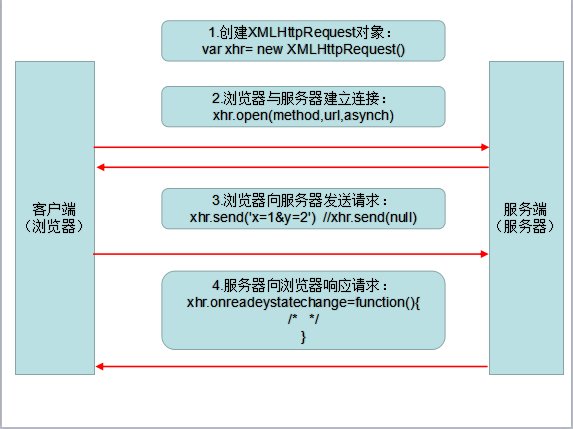 1.创建XMLHttpRequest对象：
var xhr= new XMLHttpRequest()
2.浏览器与服务器建立连接：
xhr.open(method,url,asynch)
客户端
（浏览器）
3.浏览器向服务器发送请求：
xhr.send('x=1&y=2') //xhr.send(null)
服务端
（服务器）
4.服务器向浏览器响应请求：
xhr.onreadeystatechange=function(){
/* */
}